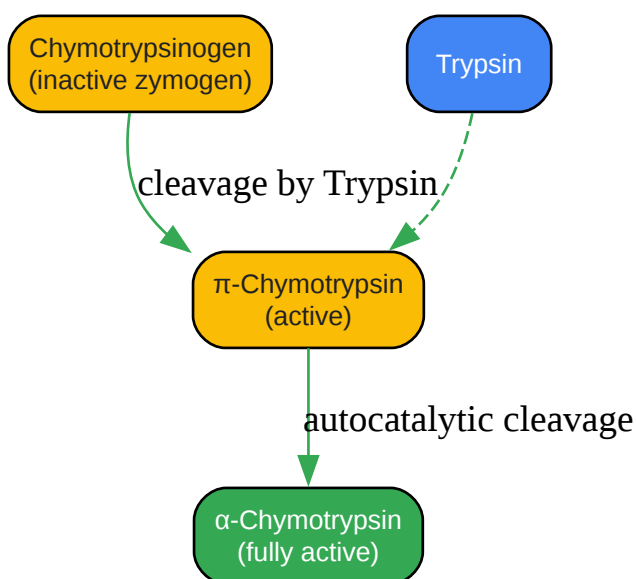 Chymotrypsinogen
(inactive zymogen)
Trypsin
cleavage by Trypsin
π-Chymotrypsin
(active)
autocatalytic cleavage
α-Chymotrypsin
(fully active)